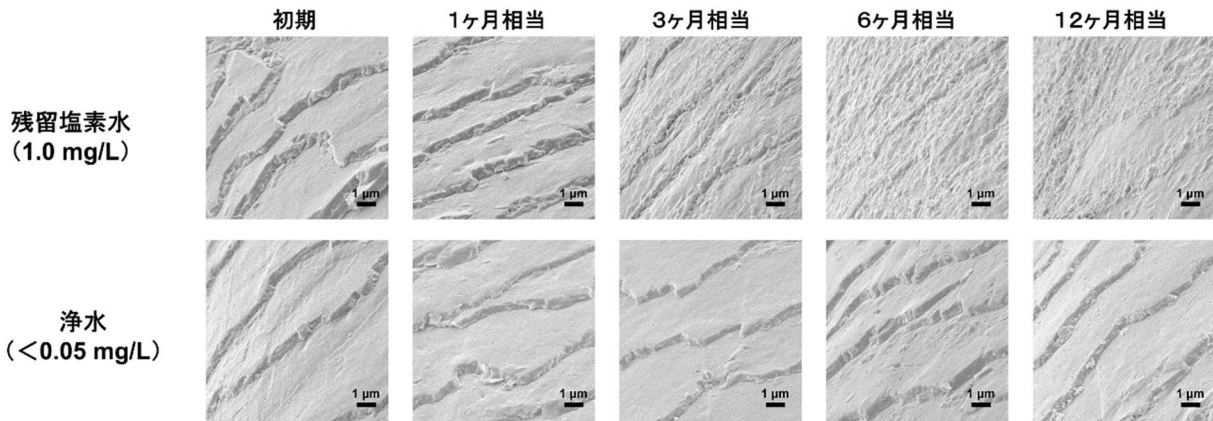 初期
1ヶ月相当
3ヶ月相当
6ヶ月相当
12ヶ月相当
残留塩素水
（1.0 mg/L）
1 µm
1 µm
1 µm
1 µm
1 µm
浄水
（＜0.05 mg/L）
1 µm
1 µm
1 µm
1 µm
1 µm